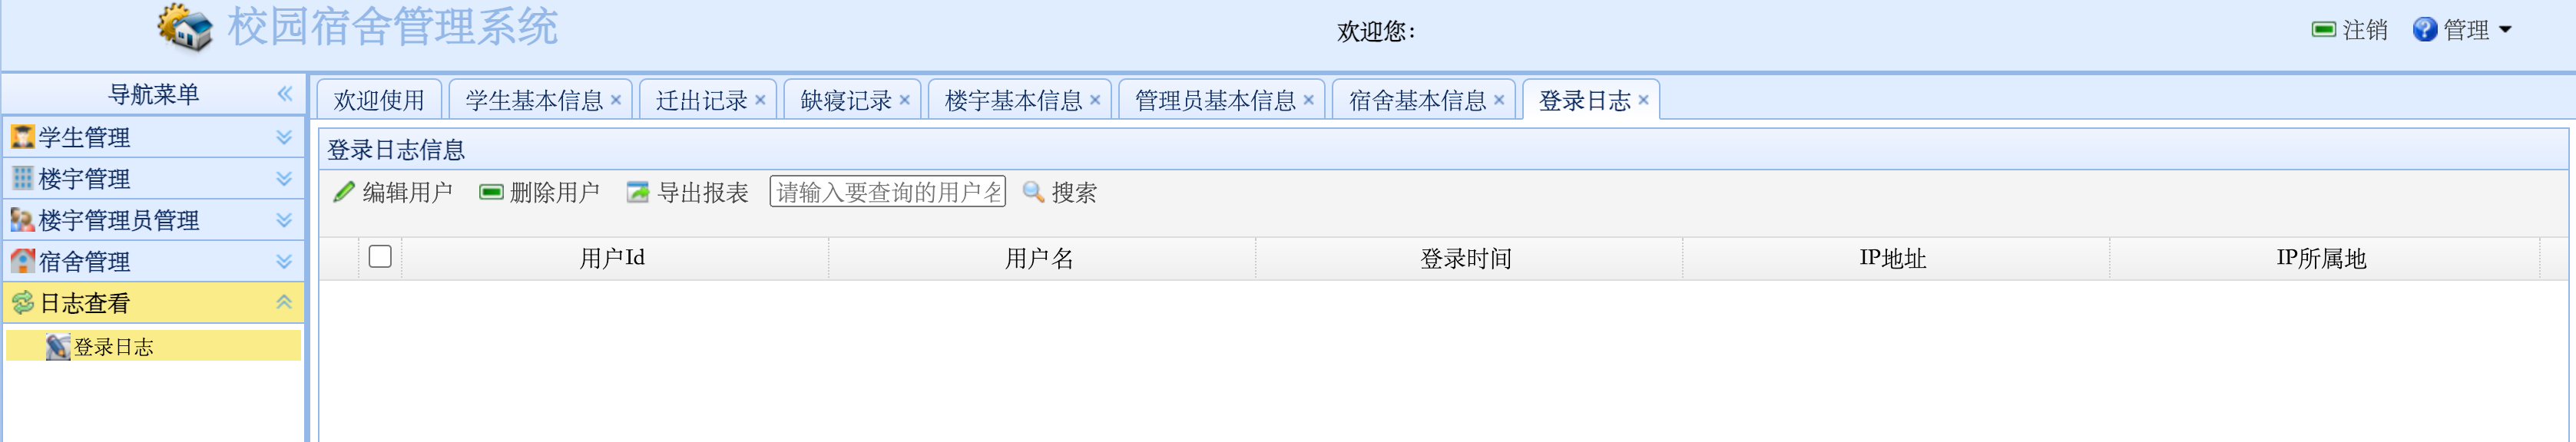 校园宿舍管理系统
欢迎您：
注销 管理
导航菜单
欢迎使用 学生基本信息 迁出记录 缺寝记录 楼宇基本信息 管理员基本信息 宿舍基本信息 登录日志
学生管理
楼宇管理
楼宇管理员管理
宿舍管理
日志查看
登录日志
登录日志信息
编辑用户 删除用户 导出报表 请输入要查询的用户名 搜索
用户Id 用户名 登录时间 IP地址 IP所属地